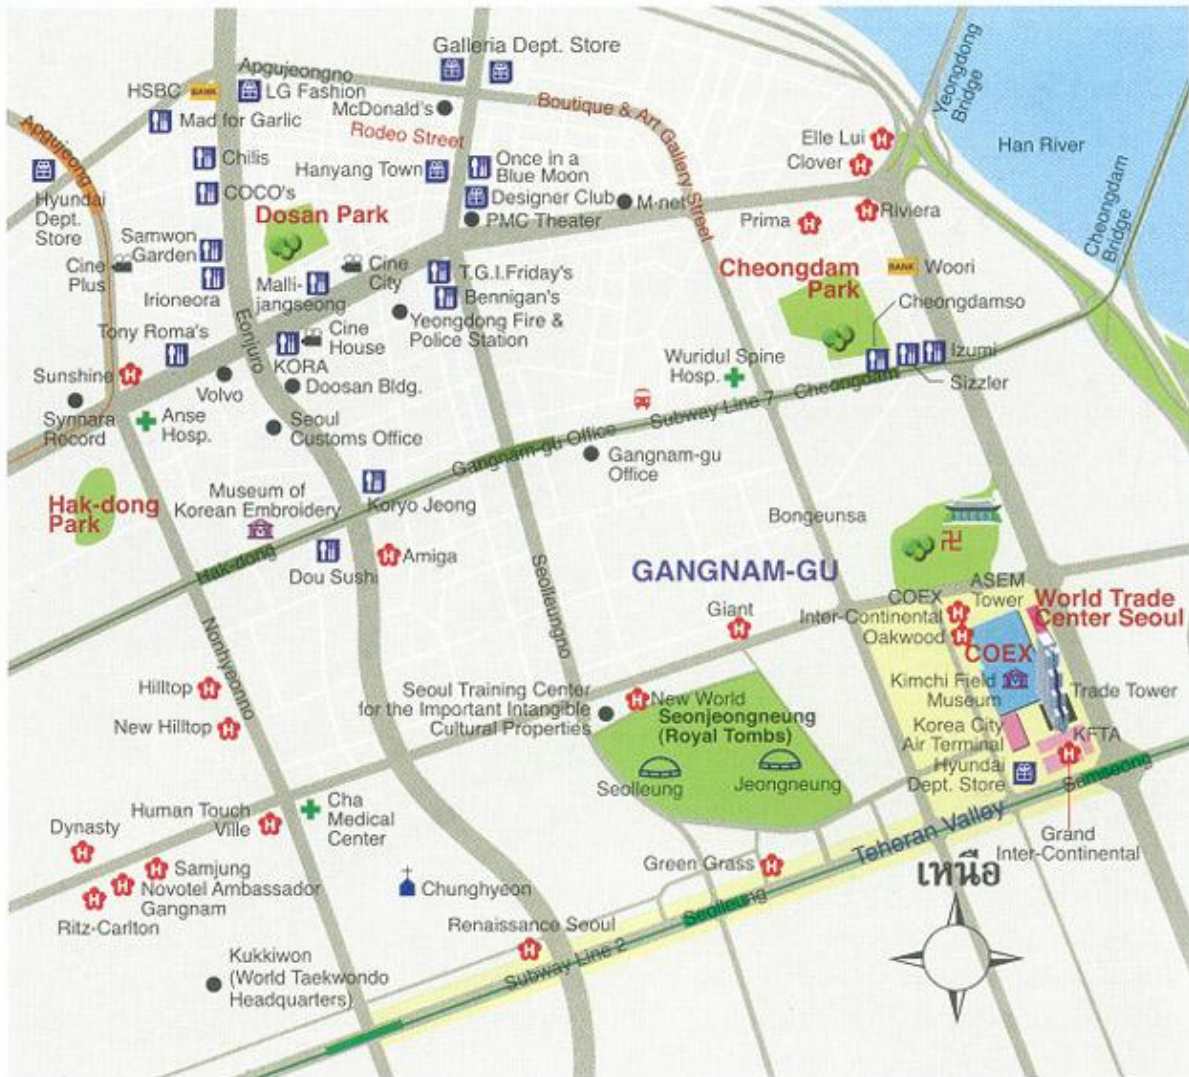 Galleria Dept. Store
Apgujeongno
HSBC
BANK
LG Fashion
McDonald's
Mad for Garlic
Rodeo Street
Boutique & Art Gallery Street
Yeongdong
Bridge
Han River
Elle Lui
Clover
Apgujeong
Chilis
Hanyang Town
Once in a
Blue Moon
Hyundai
Dept.
Store
COCO's
Designer Club
M·net
PMC Theater
Prima
Riviera
Cheongdam
Bridge
Dosan Park
Samwon
Garden
Cine
Plus
Irioneora
Malli-
jangseong
Cine
City
T.G.I.Friday's
Bennigan's
Cheongdam
Park
BANK
Woori
Cheongdamso
Tony Roma's
Eonjuro
Cine
House
KORA
Yeongdong Fire &
Police Station
Wuridul Spine
Hosp.
Izumi
Sizzler
Sunshine
Volvo
Doosan Bldg.
Cheongdam
Subway Line 7
Synnara
Record
Anse
Hosp.
Seoul
Customs Office
Gangnam-gu Office
Gangnam-gu
Office
Hak-dong
Park
Museum of
Korean Embroidery
Koryo Jeong
Bongeunsa
卍
Hak-dong
Dou Sushi
Amiga
Seolleungno
GANGNAM-GU
ASEM
Tower
World Trade
Center Seoul
COEX
Inter-Continental
Oakwood
Giant
COEX
Nonhyeonno
Hilltop
New Hilltop
Seoul Training Center
for the Important Intangible
Cultural Properties
New World
Seonjeongneung
(Royal Tombs)
Seolleung
Jeongneung
Kimchi Field
Museum
Trade Tower
Korea City
Air Terminal
KFTA
Hyundai
Dept. Store
Samseong
Human Touch
Ville
Cha
Medical
Center
Dynasty
Samjung
Novotel Ambassador
Gangnam
Ritz-Carlton
Chunghyeon
Green Grass
Teheran Valley
Grand
Inter-Continental
เหนือ
Renaissance Seoul
Seolleung
Subway Line 2
Kukkiwon
(World Taekwondo
Headquarters)